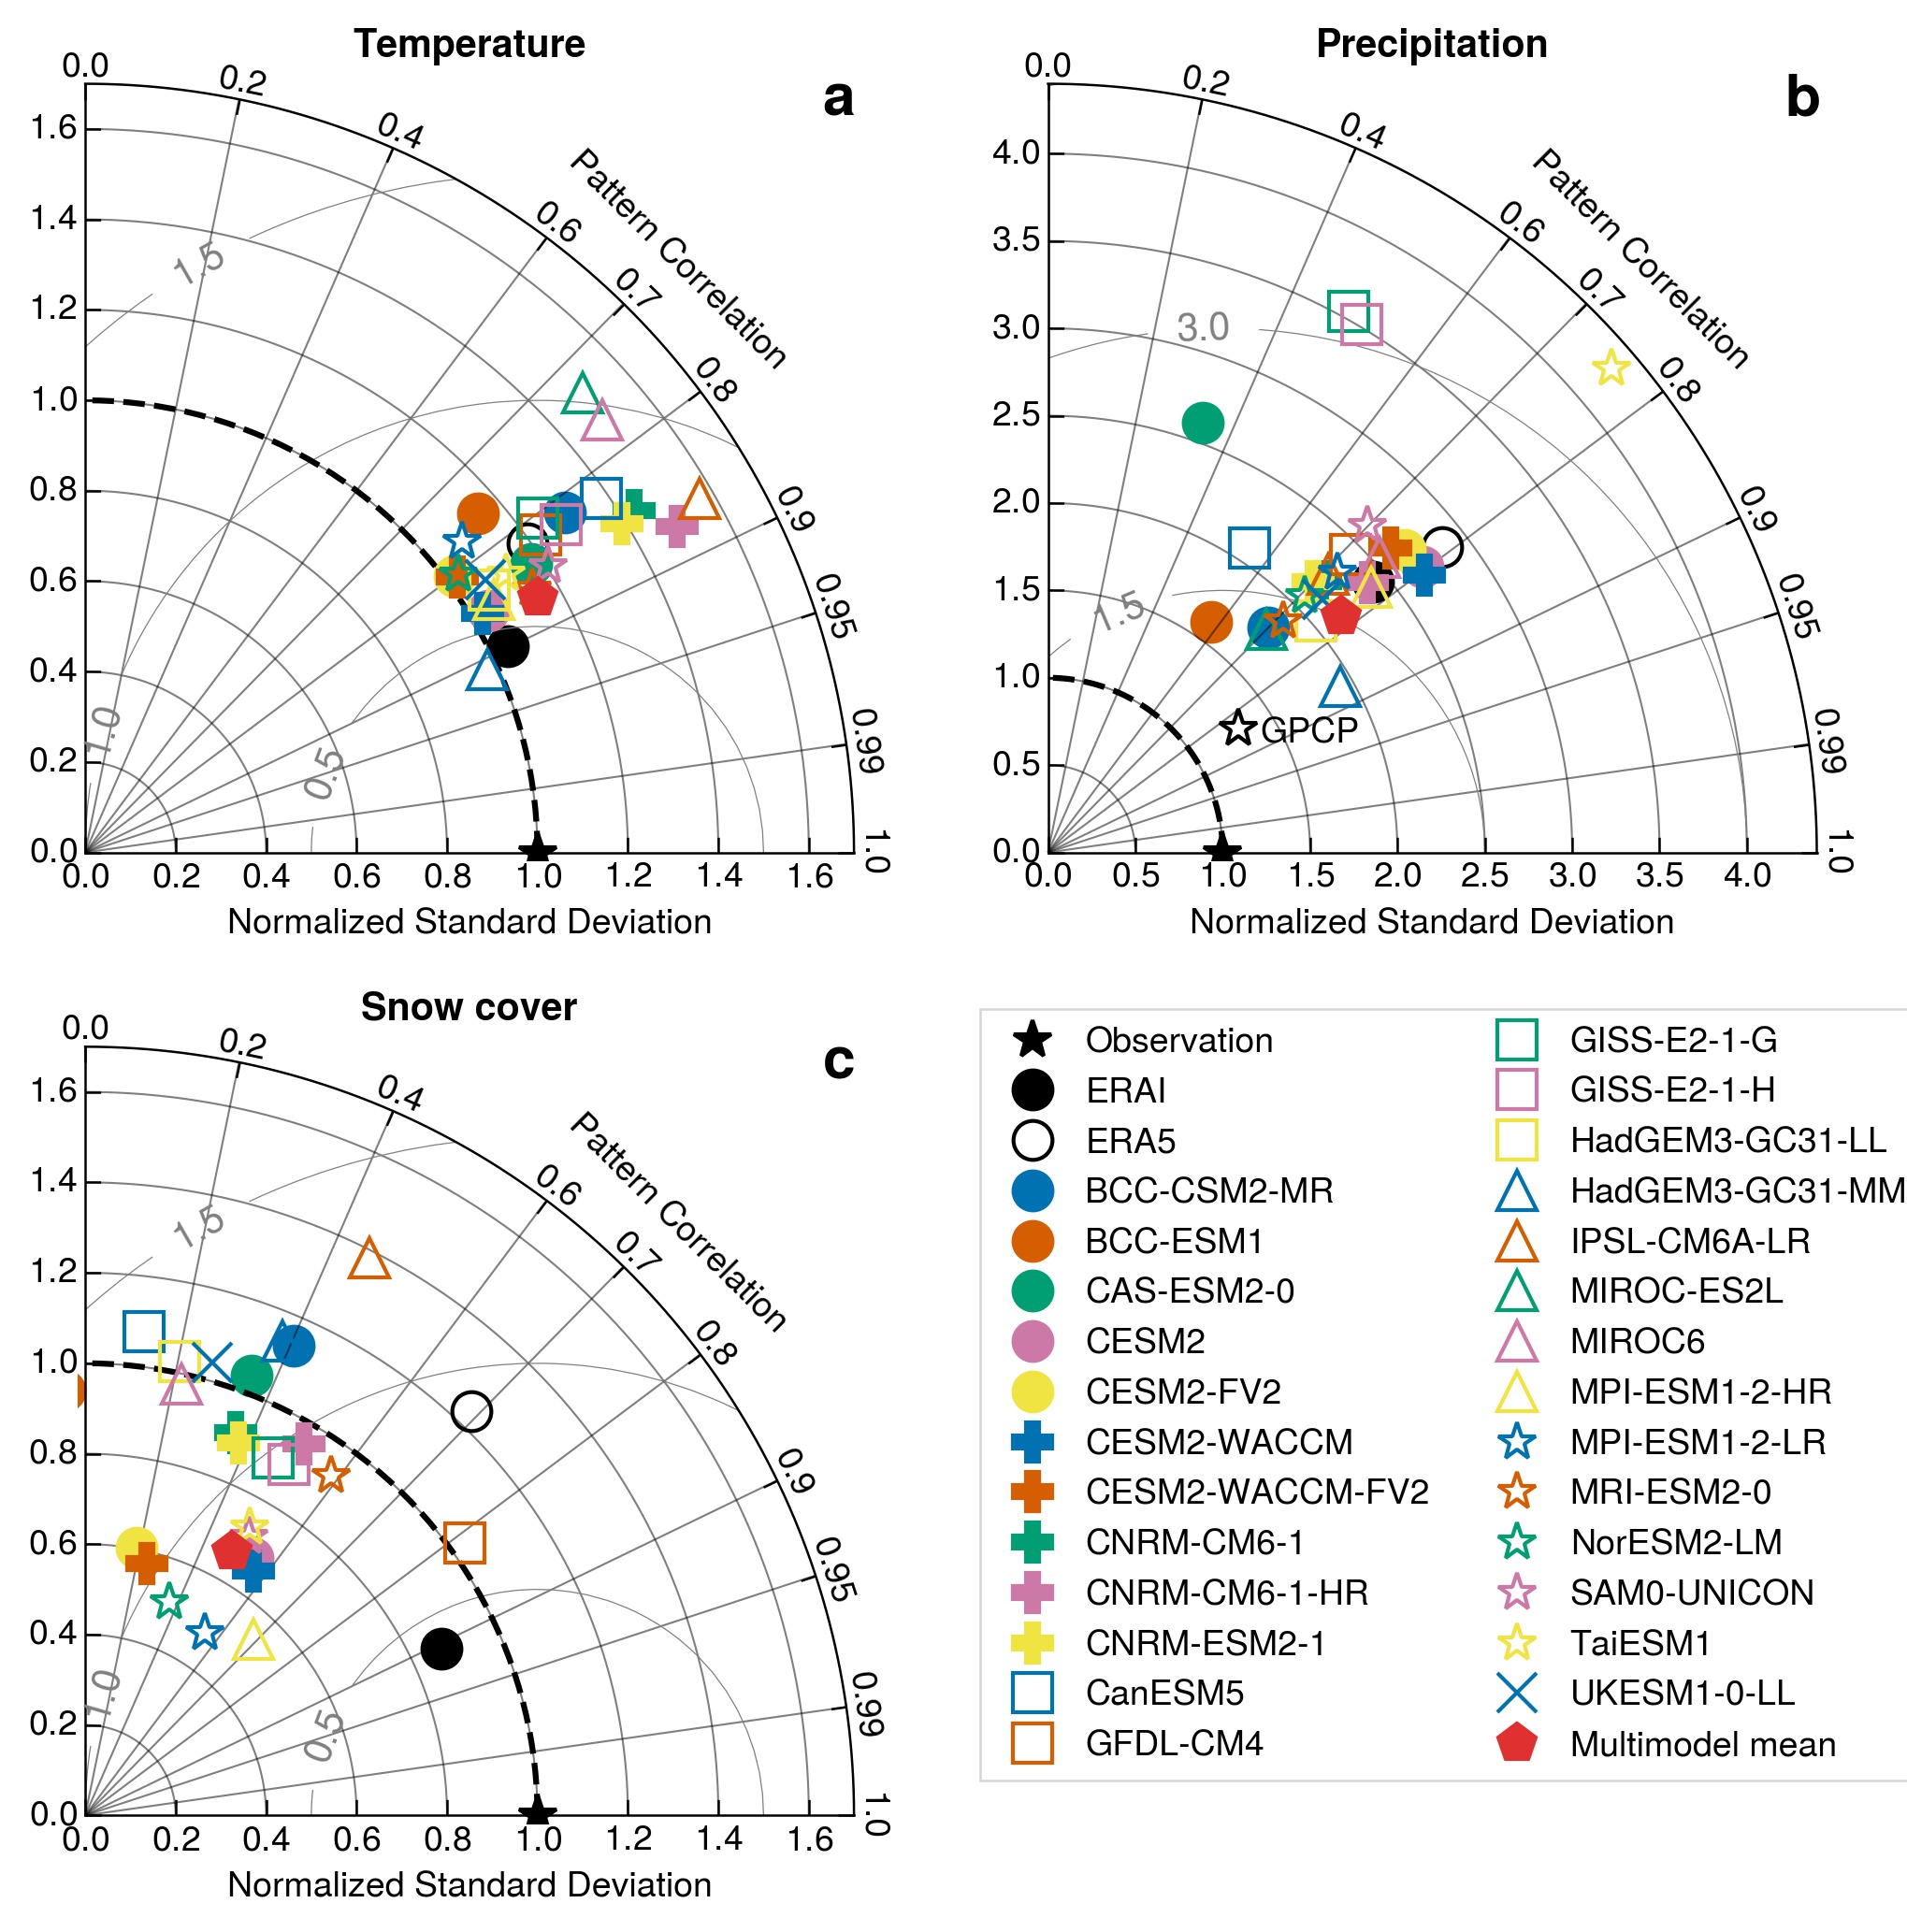 Temperature
a
0.0
0.2
0.4
0.6
0.7
0.8
0.9
0.95
0.99
1.0
Pattern Correlation
1.6
1.4
1.2
1.0
0.8
0.6
0.4
0.2
0.0
1.5
1.0
0.5
0.0 0.2 0.4 0.6 0.8 1.0 1.2 1.4 1.6
Normalized Standard Deviation
Precipitation
b
0.0
0.2
0.4
0.6
0.7
0.8
0.9
0.95
0.99
1.0
Pattern Correlation
4.0
3.5
3.0
2.5
2.0
1.5
1.0
0.5
0.0
3.0
1.5
GPCP
0.0 0.5 1.0 1.5 2.0 2.5 3.0 3.5 4.0
Normalized Standard Deviation
Snow cover
c
0.0
0.2
0.4
0.6
0.7
0.8
0.9
0.95
0.99
1.0
Pattern Correlation
1.6
1.4
1.2
1.0
0.8
0.6
0.4
0.2
0.0
1.5
1.0
0.5
0.0 0.2 0.4 0.6 0.8 1.0 1.2 1.4 1.6
Normalized Standard Deviation
Observation
ERAI
ERA5
BCC-CSM2-MR
BCC-ESM1
CAS-ESM2-0
CESM2
CESM2-FV2
CESM2-WACCM
CESM2-WACCM-FV2
CNRM-CM6-1
CNRM-CM6-1-HR
CNRM-ESM2-1
CanESM5
GFDL-CM4
GISS-E2-1-G
GISS-E2-1-H
HadGEM3-GC31-LL
HadGEM3-GC31-MM
IPSL-CM6A-LR
MIROC-ES2L
MIROC6
MPI-ESM1-2-HR
MPI-ESM1-2-LR
MRI-ESM2-0
NorESM2-LM
SAM0-UNICON
TaiESM1
UKESM1-0-LL
Multimodel mean